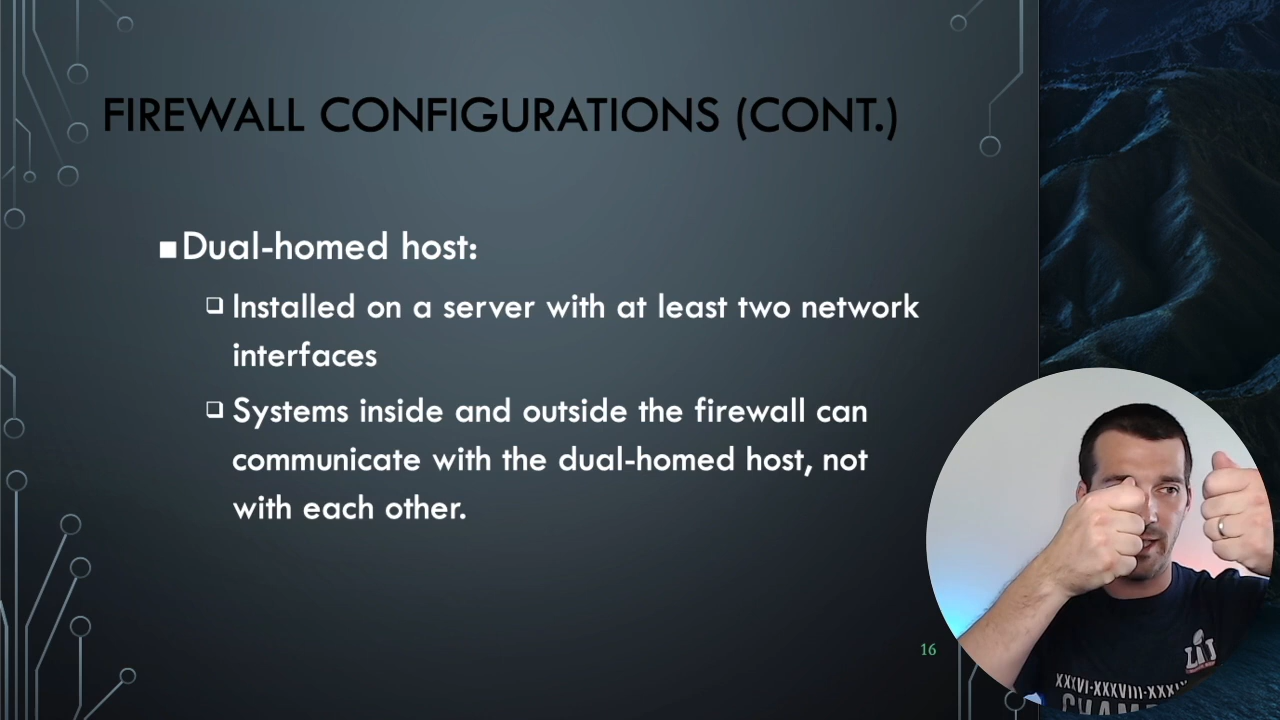 FIREWALL CONFIGURATIONS (CONT.)
Dual-homed host:
Installed on a server with at least two network
interfaces
Systems inside and outside the firewall can
communicate with the dual-homed host, not
with each other.
16
LII